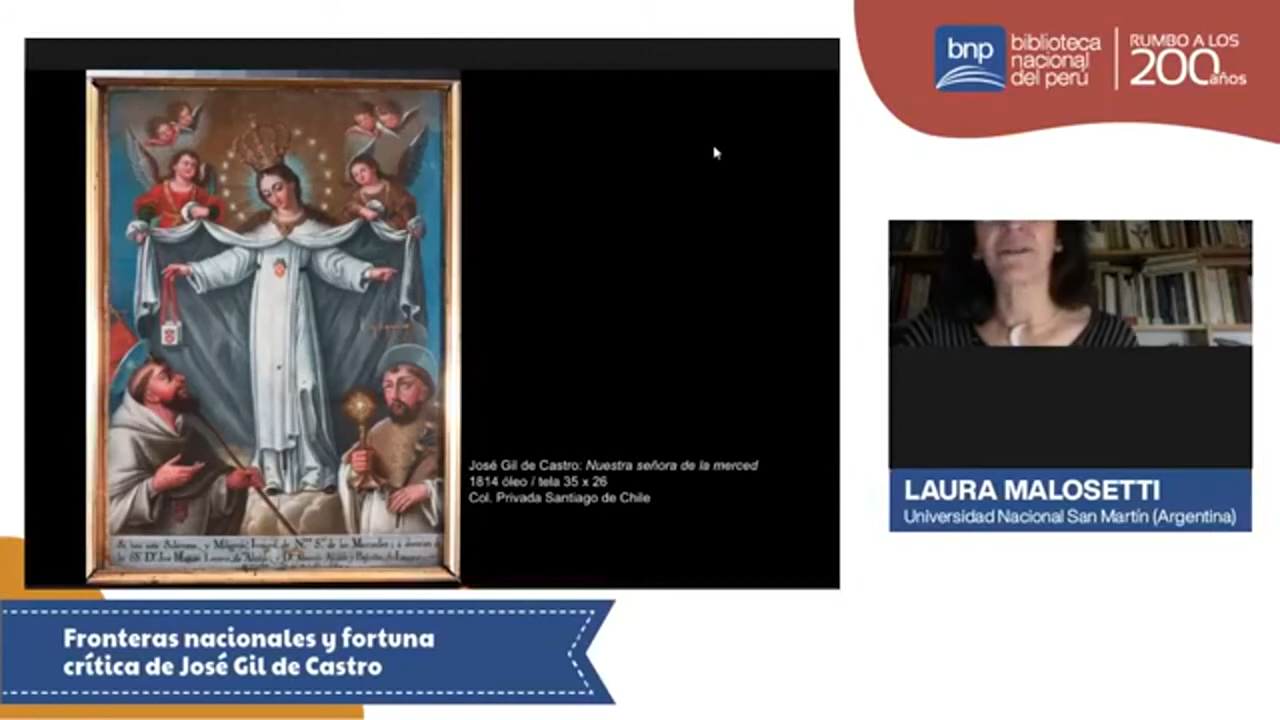 bnp
biblioteca
nacional
del perú
RUMBO A LOS
200 años
José Gil de Castro: Nuestra señora de la merced
1814 óleo / tela 35 x 26
Col. Privada Santiago de Chile
LAURA MALOSETTI
Universidad Nacional San Martín (Argentina)
Fronteras nacionales y fortuna
crítica de José Gil de Castro